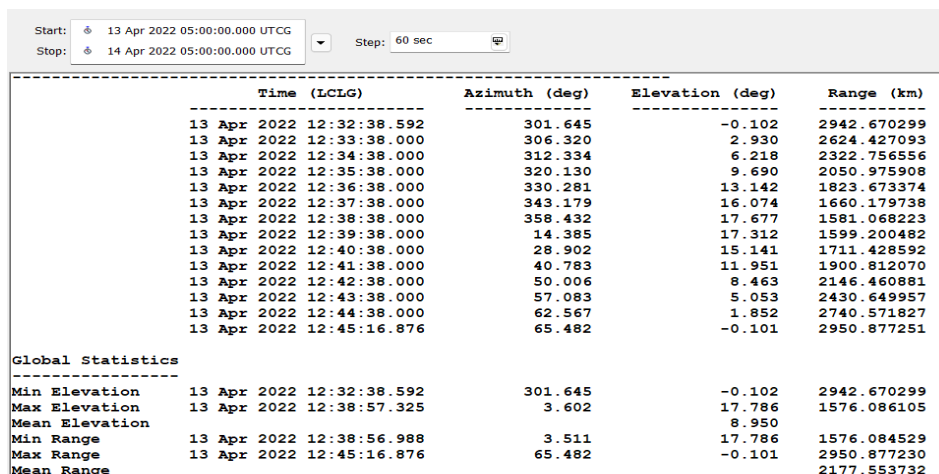 Start: 13 Apr 2022 05:00:00.000 UTCG
Stop: 14 Apr 2022 05:00:00.000 UTCG
Step: 60 sec
-----------------------------------------------------------------------
Time (LCLG) Azimuth (deg) Elevation (deg) Range (km)
------------------------ ------------- --------------- -----------
13 Apr 2022 12:32:38.592 301.645 -0.102 2942.670299
13 Apr 2022 12:33:38.000 306.320 2.930 2624.427093
13 Apr 2022 12:34:38.000 312.334 6.218 2322.756556
13 Apr 2022 12:35:38.000 320.130 9.690 2050.975908
13 Apr 2022 12:36:38.000 330.281 13.142 1823.673374
13 Apr 2022 12:37:38.000 343.179 16.074 1660.179738
13 Apr 2022 12:38:38.000 358.432 17.677 1581.068223
13 Apr 2022 12:39:38.000 14.385 17.312 1599.200482
13 Apr 2022 12:40:38.000 28.902 15.141 1711.428592
13 Apr 2022 12:41:38.000 40.783 11.951 1900.812070
13 Apr 2022 12:42:38.000 50.006 8.463 2146.460881
13 Apr 2022 12:43:38.000 57.083 5.053 2430.649957
13 Apr 2022 12:44:38.000 62.567 1.852 2740.571827
13 Apr 2022 12:45:16.876 65.482 -0.101 2950.877251
Global Statistics
-----------------
Min Elevation 13 Apr 2022 12:32:38.592 301.645 -0.102 2942.670299
Max Elevation 13 Apr 2022 12:38:57.325 3.602 17.786 1576.086105
Mean Elevation 8.950
Min Range 13 Apr 2022 12:38:56.988 3.511 17.786 1576.084529
Max Range 13 Apr 2022 12:45:16.876 65.482 -0.101 2950.877230
Mean Range 2177.553732